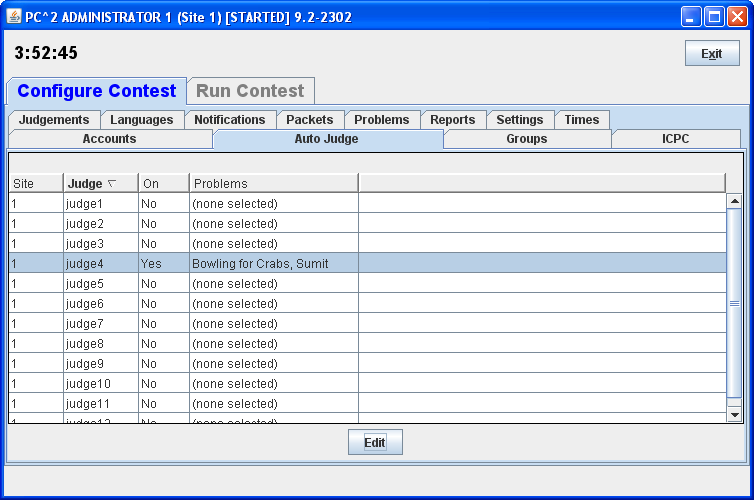 PC^2 ADMINISTRATOR 1 (Site 1) [STARTED] 9.2-2302
3:52:45
Exit
Configure Contest Run Contest
Judgements Languages Notifications Packets Problems Reports Settings Times
Accounts Auto Judge Groups ICPC
Site Judge On Problems
1 judge1 No (none selected)
1 judge2 No (none selected)
1 judge3 No (none selected)
1 judge4 Yes Bowling for Crabs, Sumit
1 judge5 No (none selected)
1 judge6 No (none selected)
1 judge7 No (none selected)
1 judge8 No (none selected)
1 judge9 No (none selected)
1 judge10 No (none selected)
1 judge11 No (none selected)
1 judge12 No (none selected)
Edit